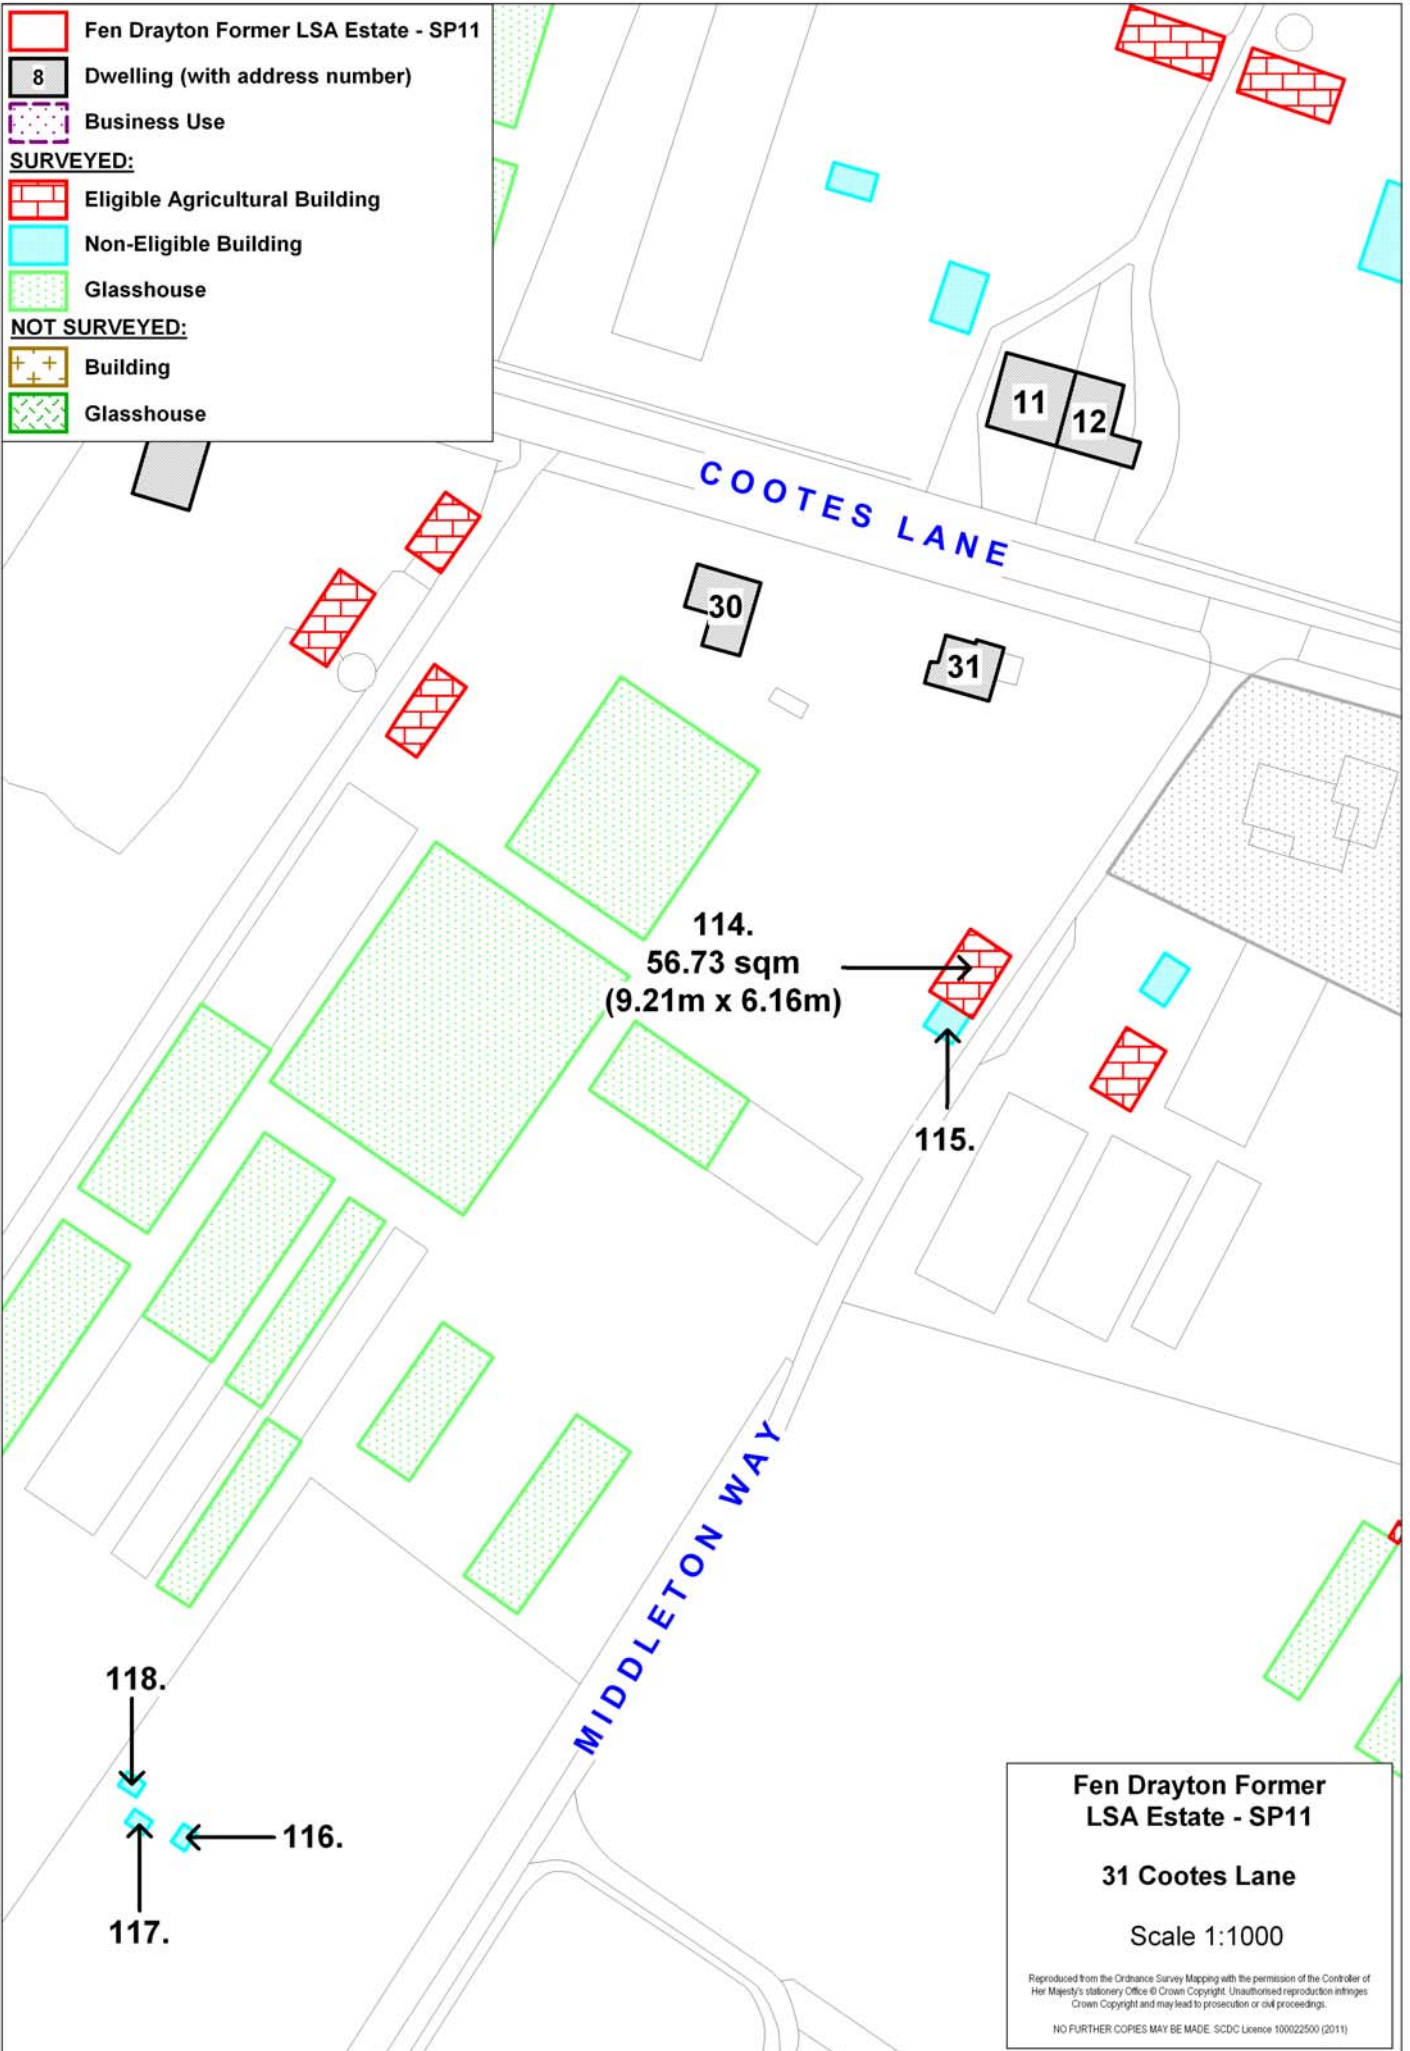 Fen Drayton Former LSA Estate - SP11
8 Dwelling (with address number)
Business Use
SURVEYED:
Eligible Agricultural Building
Non-Eligible Building
Glasshouse
NOT SURVEYED:
Building
Glasshouse
11
12
COOTES LANE
30
31
114.
56.73 sqm
(9.21m x 6.16m)
115.
MIDDLETON WAY
118.
116.
117.
Fen Drayton Former
LSA Estate - SP11
31 Cootes Lane
Scale 1:1000
Reproduced from the Ordnance Survey Mapping with the permission of the Controller of
Her Majesty's stationery Office © Crown Copyright. Unauthorised reproduction infringes
Crown Copyright and may lead to prosecution or civil proceedings.
NO FURTHER COPIES MAY BE MADE. SCDC Licence 100022500 (2011)